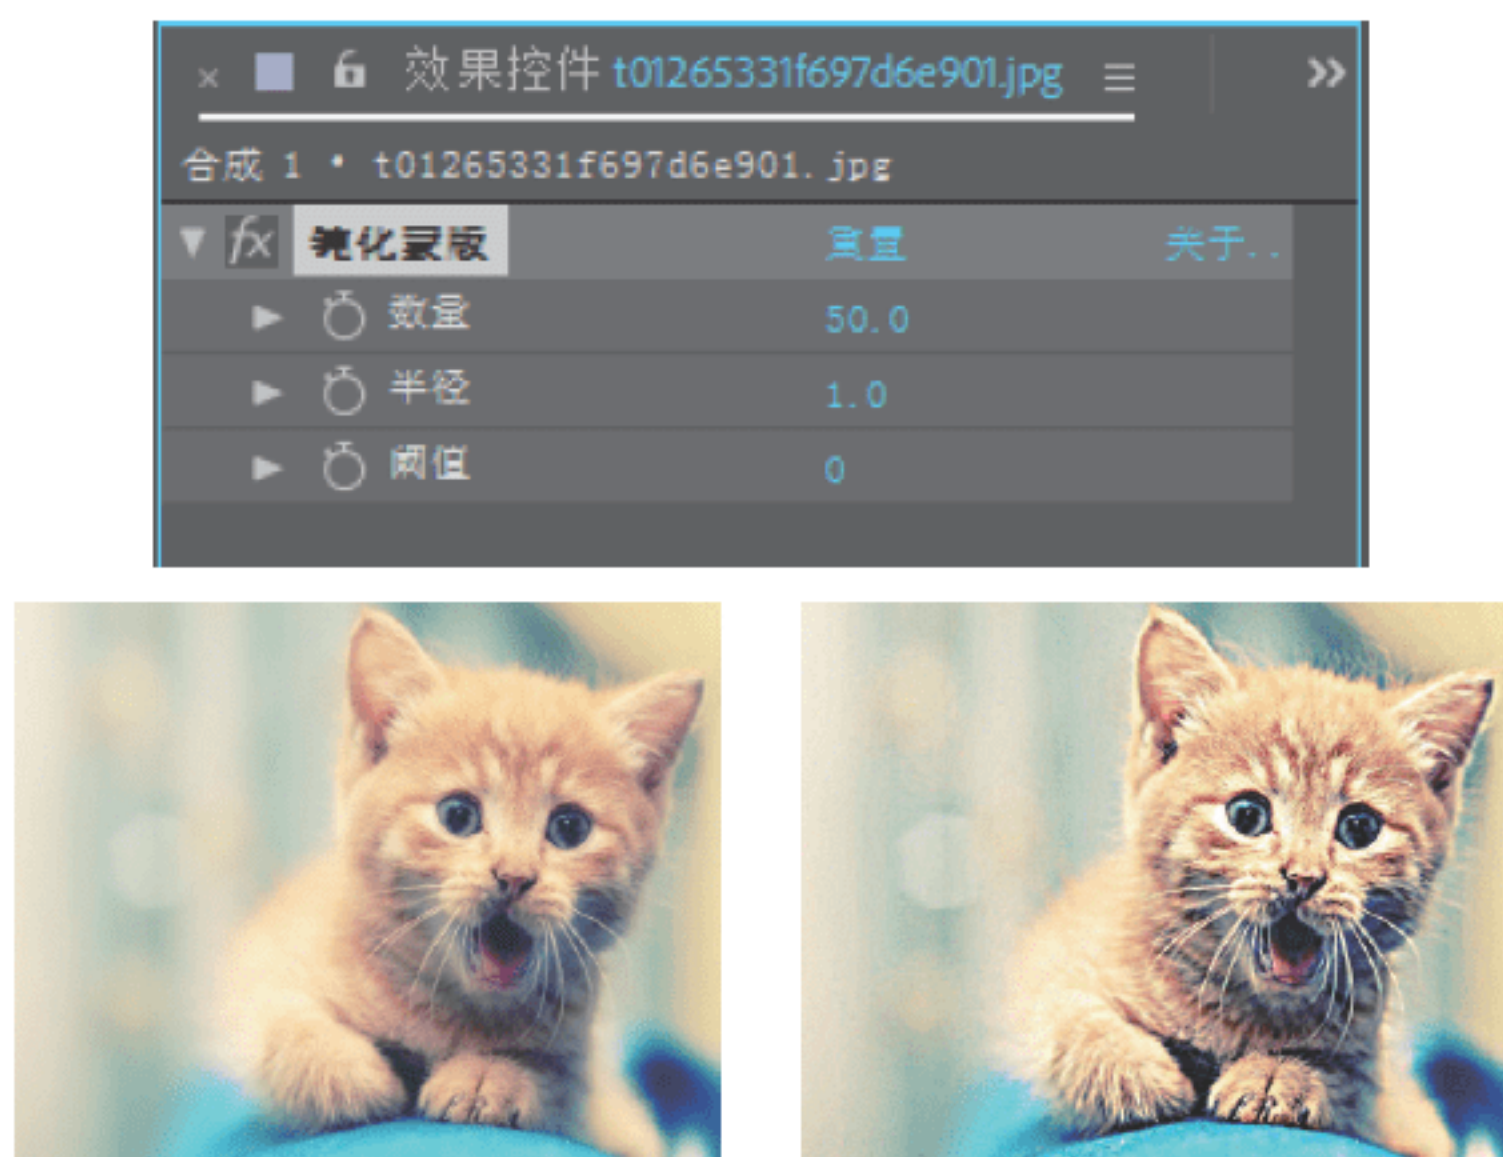 效果控件 t01265331f697d6e901.jpg
合成 1 • t01265331f697d6e901.jpg
fx 钝化蒙版 重置 关于..
数量 50.0
半径 1.0
阈值 0